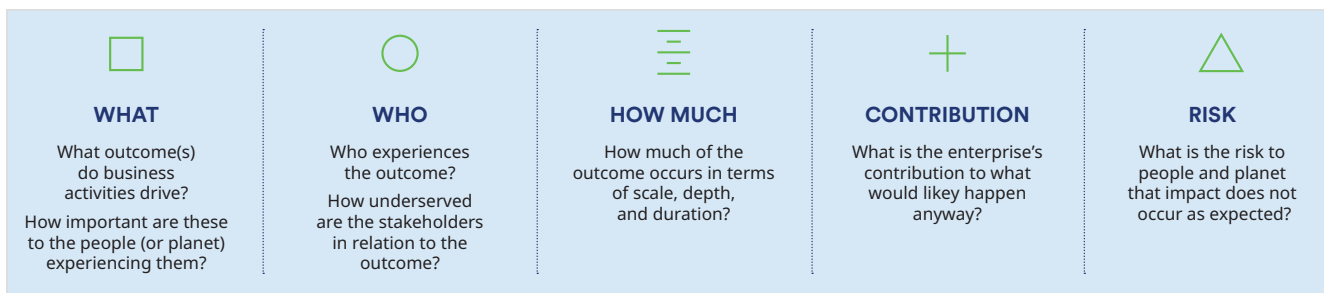 WHAT
What outcome(s)
do business
activities drive?
How important are these
to the people (or planet)
experiencing them?
WHO
Who experiences
the outcome?
How underserved
are the stakeholders
in relation to the
outcome?
HOW MUCH
How much of the
outcome occurs in terms
of scale, depth,
and duration?
CONTRIBUTION
What is the enterprise’s
contribution to what
would likey happen
anyway?
RISK
What is the risk to
people and planet
that impact does not
occur as expected?